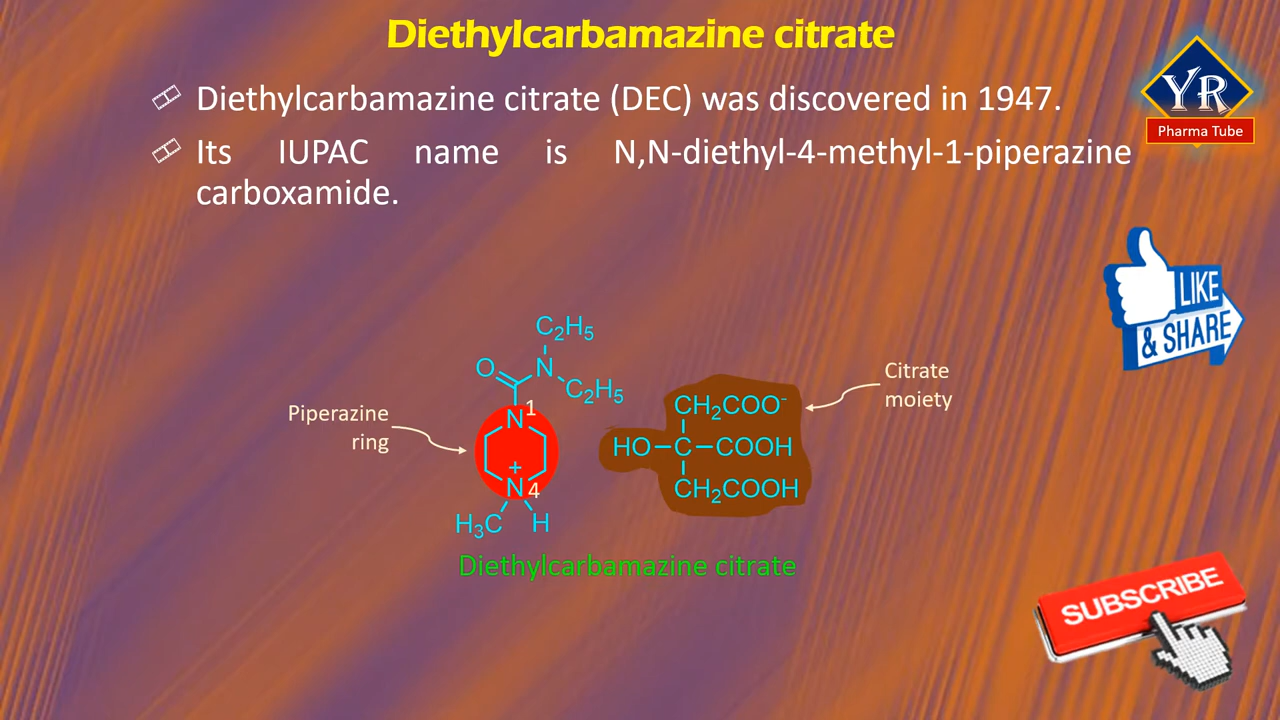 Diethylcarbamazine citrate
Diethylcarbamazine citrate (DEC) was discovered in 1947.
Its IUPAC name is N,N-diethyl-4-methyl-1-piperazine
carboxamide.
YR
Pharma Tube
LIKE
& SHARE
C₂H₅
O
N
C₂H₅
N
1
+
N
4
H₃C
H
Piperazine
ring
Citrate
moiety
CH₂COO⁻
HO—C—COOH
CH₂COOH
Diethylcarbamazine citrate
SUBSCRIBE